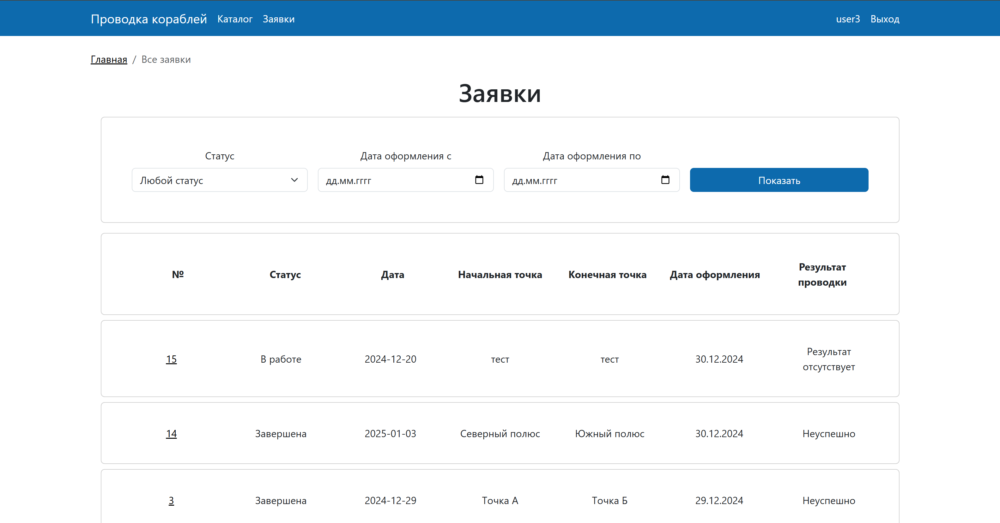 Проводка кораблей Каталог Заявки user3 Выход
Главная / Все заявки
Заявки
Статус Дата оформления с Дата оформления по
Любой статус дд.мм.гггг дд.мм.гггг Показать
№ Статус Дата Начальная точка Конечная точка Дата оформления Результат проводки
15 В работе 2024-12-20 тест тест 30.12.2024 Результат отсутствует
14 Завершена 2025-01-03 Северный полюс Южный полюс 30.12.2024 Неуспешно
3 Завершена 2024-12-29 Точка А Точка Б 29.12.2024 Неуспешно